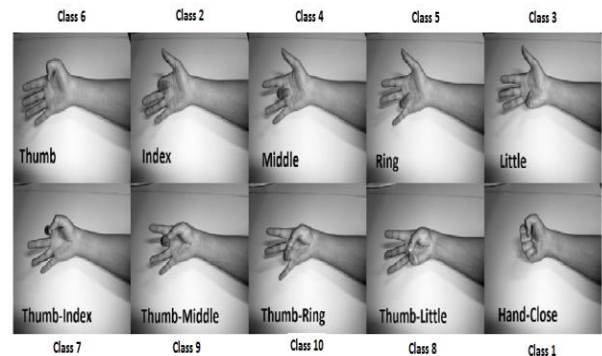 Class 6 Class 2 Class 4 Class 5 Class 3
Thumb Index Middle Ring Little
Thumb-Index Thumb-Middle Thumb-Ring Thumb-Little Hand-Close
Class 7 Class 9 Class 10 Class 8 Class 1